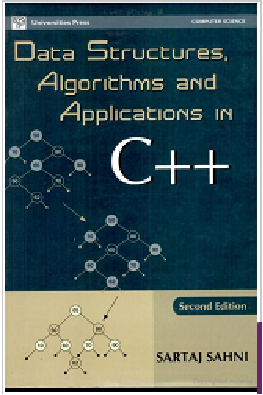 Universities Press
COMPUTER SCIENCE
Data Structures,
Algorithms and
Applications in
C++
Second Edition
SARTAJ SAHNI